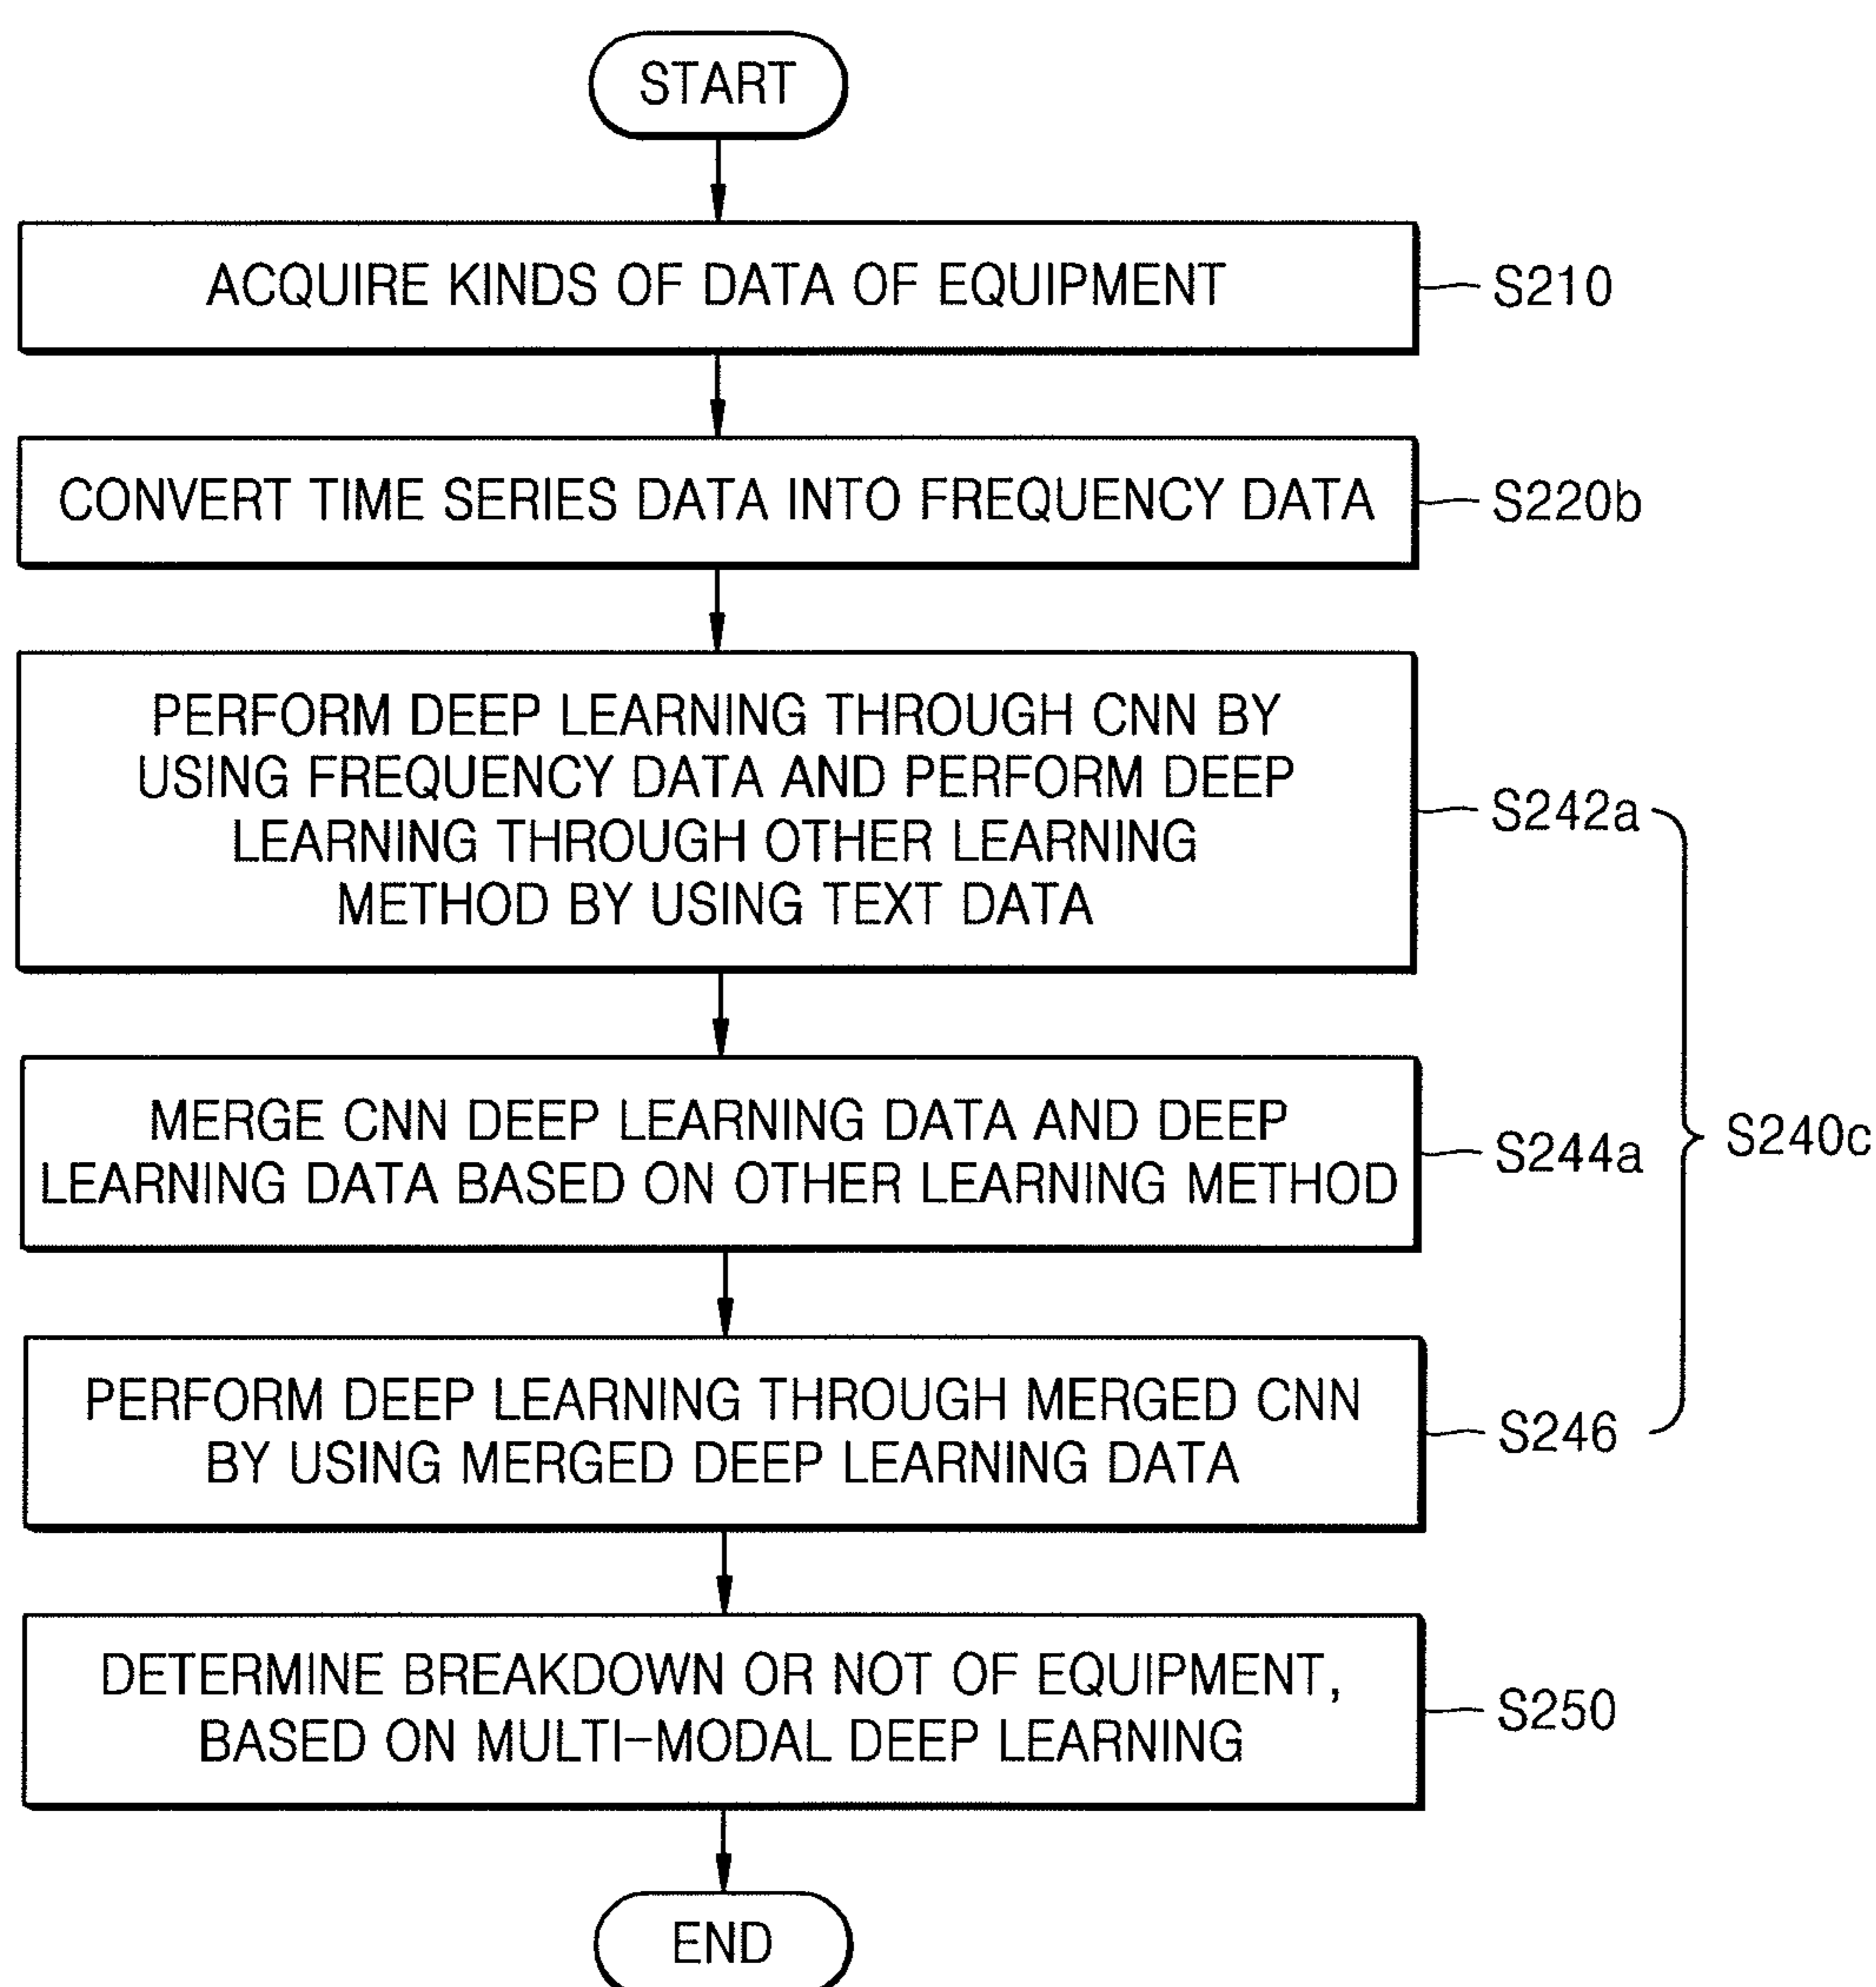 START
ACQUIRE KINDS OF DATA OF EQUIPMENT
S210
CONVERT TIME SERIES DATA INTO FREQUENCY DATA
S220b
PERFORM DEEP LEARNING THROUGH CNN BY
USING FREQUENCY DATA AND PERFORM DEEP
LEARNING THROUGH OTHER LEARNING
METHOD BY USING TEXT DATA
S242a
MERGE CNN DEEP LEARNING DATA AND DEEP
LEARNING DATA BASED ON OTHER LEARNING METHOD
S244a
S240c
PERFORM DEEP LEARNING THROUGH MERGED CNN
BY USING MERGED DEEP LEARNING DATA
S246
DETERMINE BREAKDOWN OR NOT OF EQUIPMENT,
BASED ON MULTI-MODAL DEEP LEARNING
S250
END